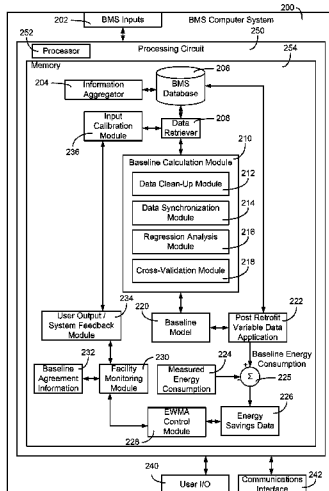 200
202
BMS Inputs
BMS Computer System
250
252
Processor
Processing Circuit
254
Memory
206
204
Information
Aggregator
BMS
Database
208
Input
Calibration
Module
236
Data
Retriever
210
Baseline Calculation Module
212
Data Clean-Up Module
Data Synchronization
Module
214
Regression Analysis
Module
216
Cross-Validation Module
218
234
User Output /
System Feedback
Module
220
Baseline
Model
222
Post Retrofit
Variable Data
Application
Baseline Energy
Consumption
232
Baseline
Agreement
Information
230
Facility
Monitoring
Module
224
Measured
Energy
Consumption
Σ
225
226
EWMA
Control
Module
228
Energy
Savings Data
240
User I/O
242
Communications
Interface